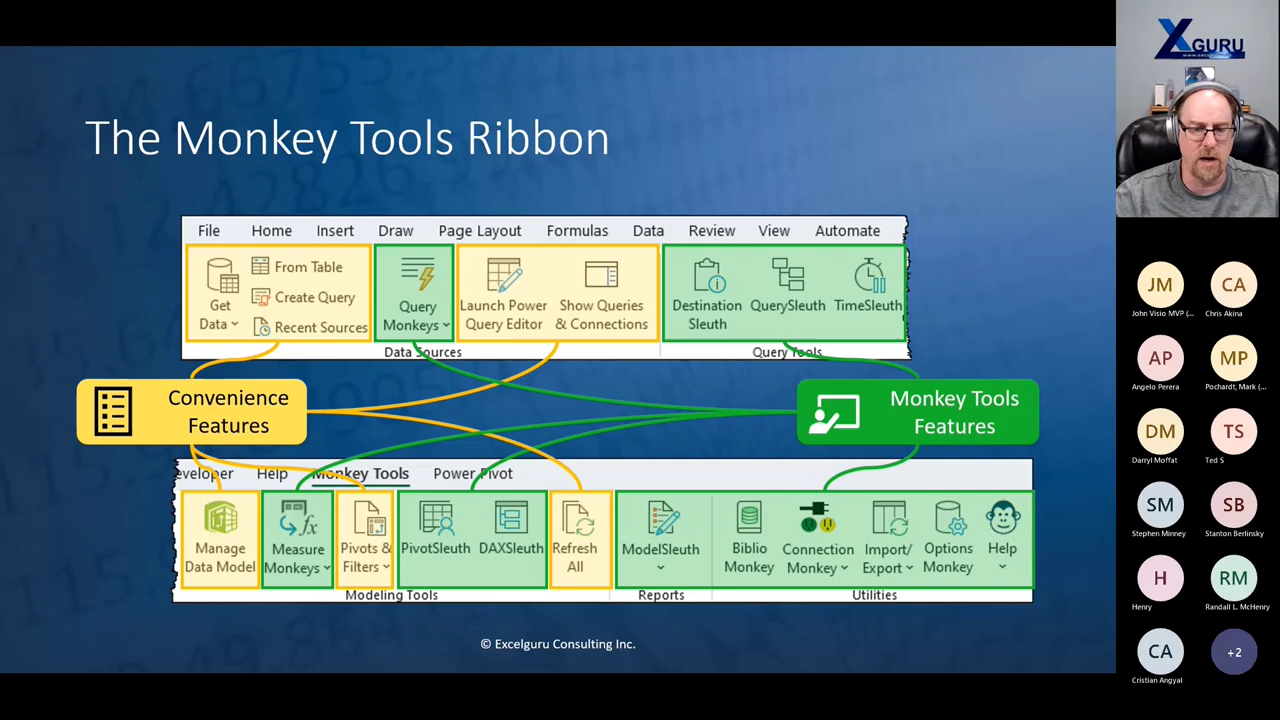 XGURU
The Monkey Tools Ribbon
File Home Insert Draw Page Layout Formulas Data Review View Automate
Get
Data
From Table
Create Query
Recent Sources
Query
Monkeys
Launch Power
Query Editor
Show Queries
& Connections
Destination
Sleuth
QuerySleuth
TimeSleuth
Data Sources
Query Tools
Convenience
Features
Monkey Tools
Features
eveloper Help Monkey Tools Power Pivot
Manage
Data Model
Measure
Monkeys
Pivots &
Filters
PivotSleuth
DAXSleuth
Refresh
All
ModelSleuth
Biblio
Monkey
Connection
Monkey
Import/
Export
Options
Monkey
Help
Modeling Tools
Reports
Utilities
© Excelguru Consulting Inc.
JM
John Visio MVP (...
CA
Chris Akina
AP
Angelo Perera
MP
Pochardt, Mark (...
DM
Darryl Moffat
TS
Ted S
SM
Stephen Minney
SB
Stanton Berlinsky
H
Henry
RM
Randall L. McHenry
CA
Cristian Angyal
+2